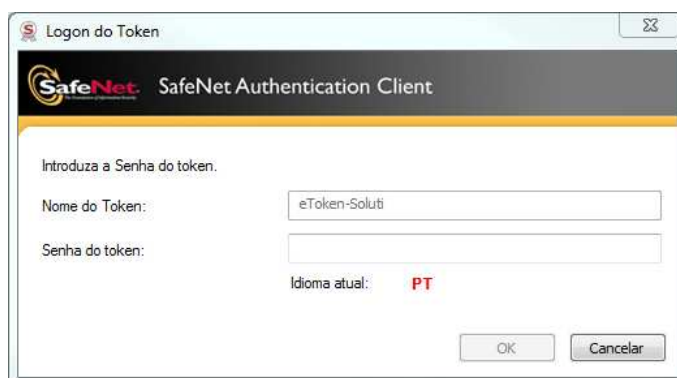 Logon do Token
SafeNet. SafeNet Authentication Client
Introduza a Senha do token.
Nome do Token: eToken-Soluti
Senha do token:
Idioma atual: PT
OK Cancelar